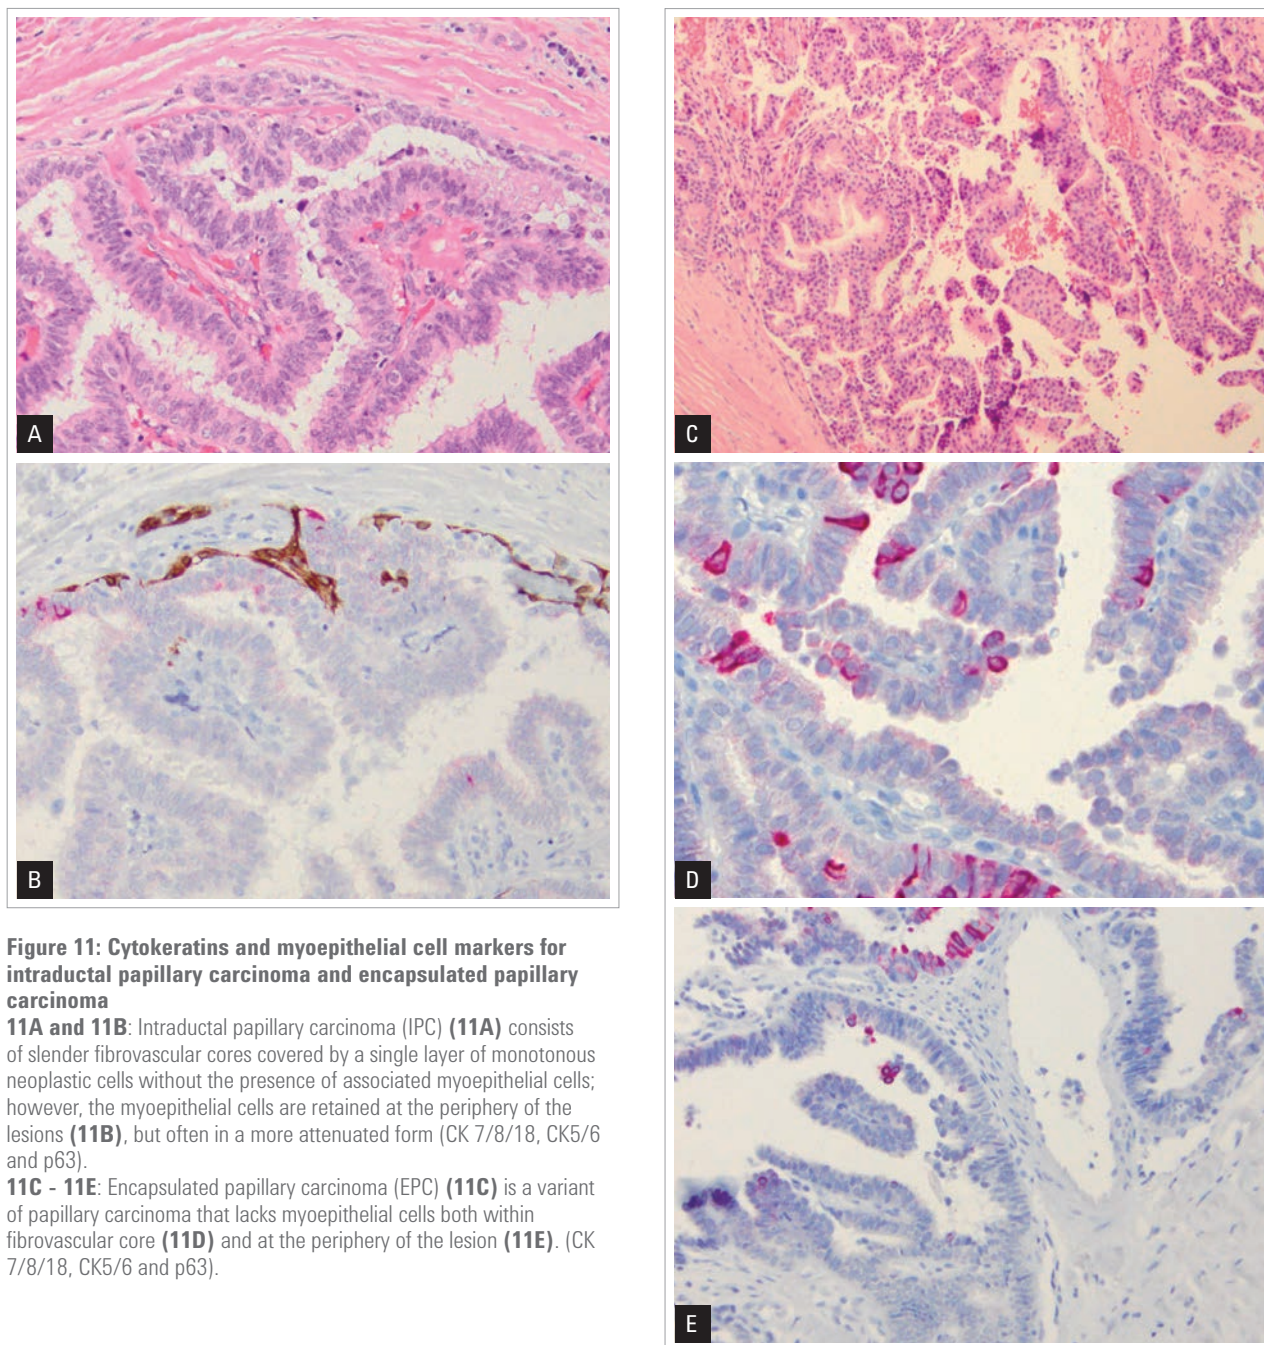 A
B
C
D
E
Figure 11: Cytokeratins and myoepithelial cell markers for
intraductal papillary carcinoma and encapsulated papillary
carcinoma
11A and 11B: Intraductal papillary carcinoma (IPC) (11A) consists
of slender fibrovascular cores covered by a single layer of monotonous
neoplastic cells without the presence of associated myoepithelial cells;
however, the myoepithelial cells are retained at the periphery of the
lesions (11B), but often in a more attenuated form (CK 7/8/18, CK5/6
and p63).
11C - 11E: Encapsulated papillary carcinoma (EPC) (11C) is a variant
of papillary carcinoma that lacks myoepithelial cells both within
fibrovascular core (11D) and at the periphery of the lesion (11E). (CK
7/8/18, CK5/6 and p63).